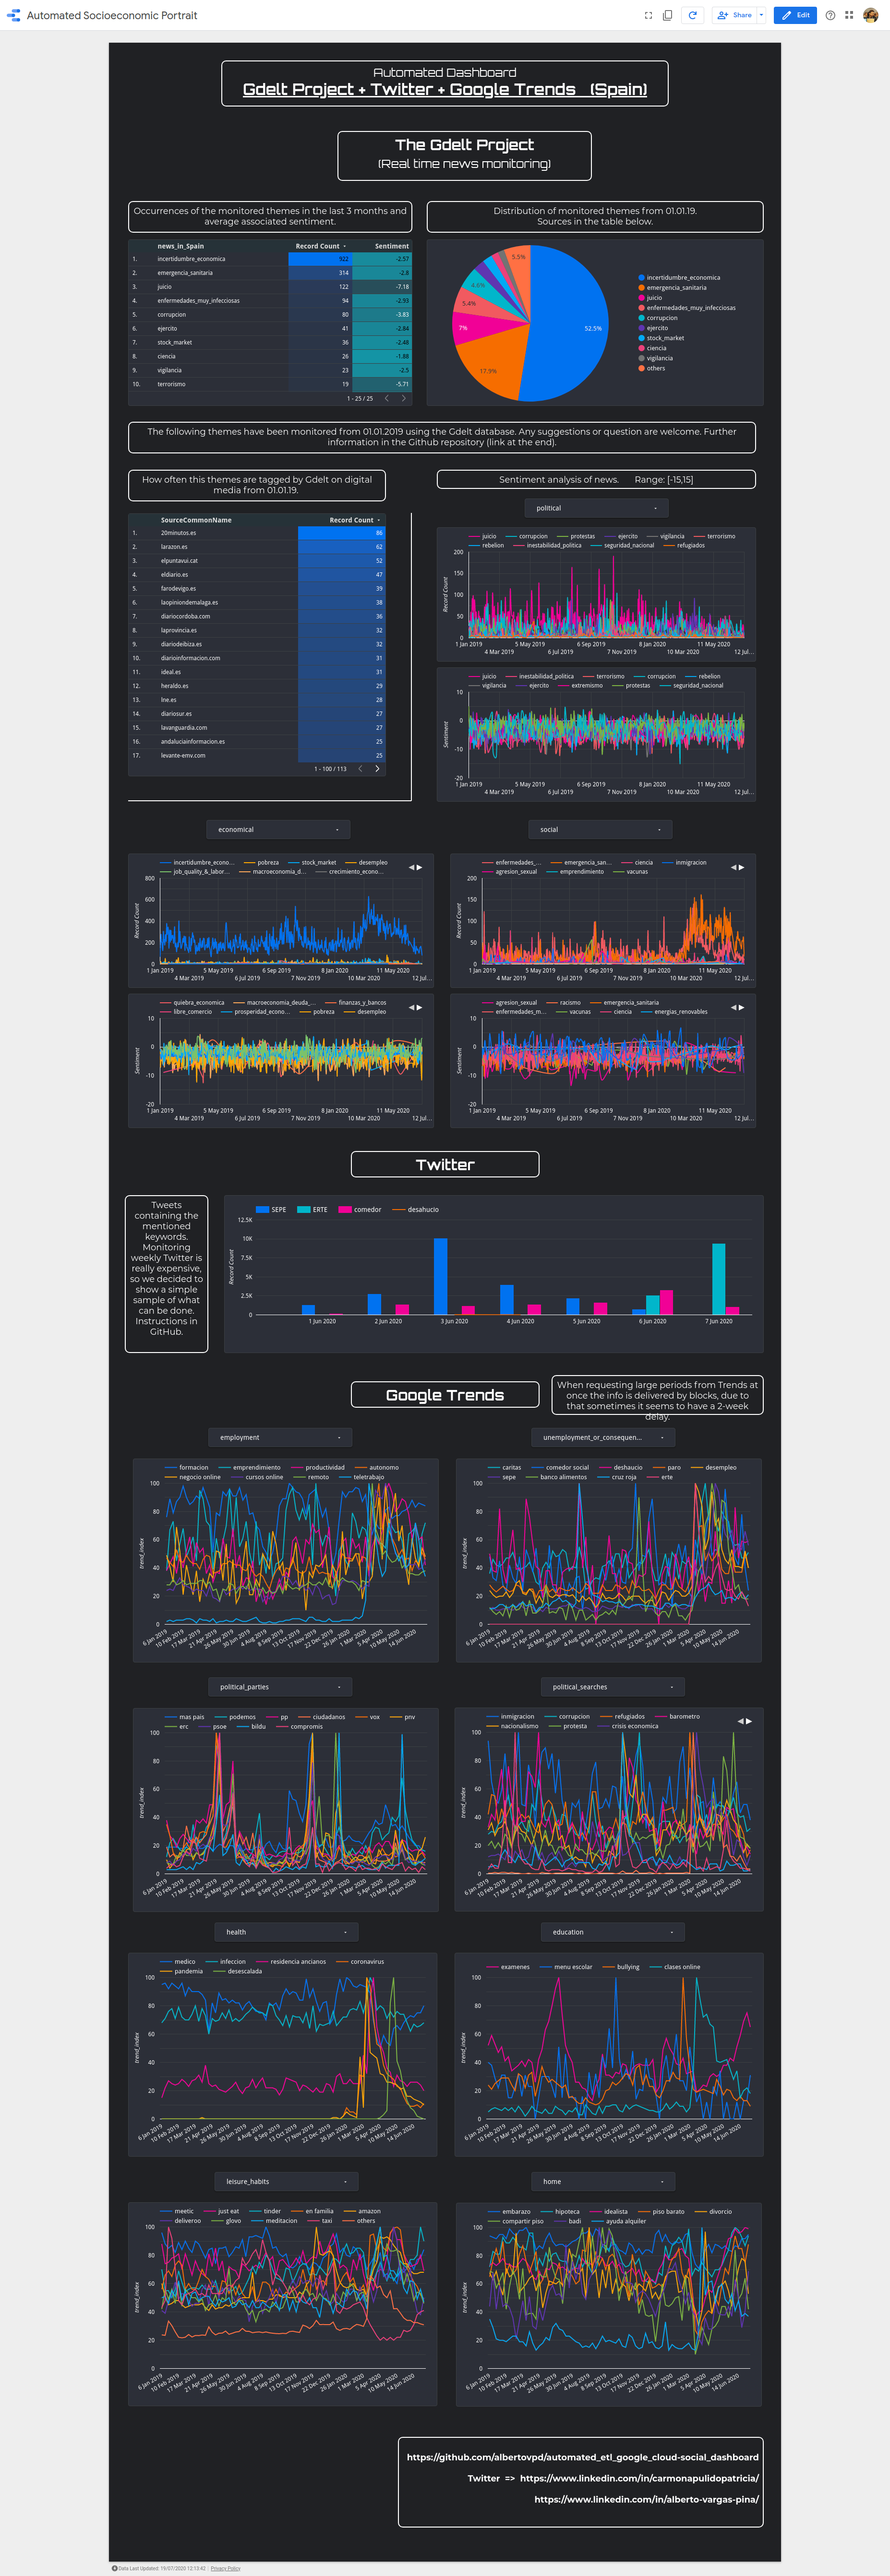 Automated Socioeconomic Portrait
Share
Edit
Automated Dashboard
Gdelt Project + Twitter + Google Trends (Spain)
The Gdelt Project
(Real time news monitoring)
Occurrences of the monitored themes in the last 3 months and
average associated sentiment.
Distribution of monitored themes from 01.01.19.
Sources in the table below.
news_in_Spain Record Count Sentiment
1. incertidumbre_economica 922 -2.57
2. emergencia_sanitaria 314 -2.8
3. juicio 122 -7.18
4. enfermedades_muy_infecciosas 94 -2.93
5. corrupcion 80 -3.83
6. ejercito 41 -2.84
7. stock_market 36 -2.48
8. ciencia 26 -1.88
9. vigilancia 23 -2.5
10. terrorismo 19 -5.71
1 - 25 / 25
52.5%
17.9%
7%
5.4%
4.6%
5.5%
incertidumbre_economica
emergencia_sanitaria
juicio
enfermedades_muy_infecciosas
corrupcion
ejercito
stock_market
ciencia
vigilancia
others
The following themes have been monitored from 01.01.2019 using the Gdelt database. Any suggestions or question are welcome. Further
information in the Github repository (link at the end).
How often this themes are tagged by Gdelt on digital
media from 01.01.19.
Sentiment analysis of news. Range: [-15,15]
SourceCommonName Record Count
1. 20minutos.es 86
2. larazon.es 62
3. elpuntavui.cat 52
4. eldiario.es 47
5. farodevigo.es 39
6. laopiniondemalaga.es 38
7. diariocordoba.com 36
8. laprovincia.es 32
9. diariodeibiza.es 32
10. diarioinformacion.com 31
11. ideal.es 31
12. heraldo.es 29
13. lne.es 28
14. diariosur.es 27
15. lavanguardia.com 27
16. andaluciainformacion.es 25
17. levante-emv.com 25
1 - 100 / 113
political
juicio corrupcion protestas ejercito vigilancia terrorismo
rebelion inestabilidad_politica seguridad_nacional refugiados
Record Count
200
150
100
50
0
1 Jan 2019 5 May 2019 6 Sep 2019 8 Jan 2020 11 May 2020
4 Mar 2019 6 Jul 2019 7 Nov 2019 10 Mar 2020 12 Jul...
juicio inestabilidad_politica terrorismo corrupcion rebelion
vigilancia ejercito extremismo protestas seguridad_nacional
Sentiment
10
0
-10
-20
1 Jan 2019 5 May 2019 6 Sep 2019 8 Jan 2020 11 May 2020
4 Mar 2019 6 Jul 2019 7 Nov 2019 10 Mar 2020 12 Jul...
economical
incertidumbre_econo... pobreza stock_market desempleo
job_quality_&_labor... macroeconomia_d... crecimiento_econo...
Record Count
800
600
400
200
0
1 Jan 2019 5 May 2019 6 Sep 2019 8 Jan 2020 11 May 2020
4 Mar 2019 6 Jul 2019 7 Nov 2019 10 Mar 2020 12 Jul...
quiebra_economica macroeconomia_deuda_... finanzas_y_bancos
libre_comercio prosperidad_econo... pobreza desempleo
Sentiment
10
0
-10
-20
1 Jan 2019 5 May 2019 6 Sep 2019 8 Jan 2020 11 May 2020
4 Mar 2019 6 Jul 2019 7 Nov 2019 10 Mar 2020 12 Jul...
social
enfermedades_... emergencia_san... ciencia inmigracion
agresion_sexual emprendimiento vacunas
Record Count
200
150
100
50
0
1 Jan 2019 5 May 2019 6 Sep 2019 8 Jan 2020 11 May 2020
4 Mar 2019 6 Jul 2019 7 Nov 2019 10 Mar 2020 12 Jul...
agresion_sexual racismo emergencia_sanitaria
enfermedades_m... vacunas ciencia energias_renovables
Sentiment
10
0
-10
-20
1 Jan 2019 5 May 2019 6 Sep 2019 8 Jan 2020 11 May 2020
4 Mar 2019 6 Jul 2019 7 Nov 2019 10 Mar 2020 12 Jul...
Twitter
Tweets
containing the
mentioned
keywords.
Monitoring
weekly Twitter is
really expensive,
so we decided to
show a simple
sample of what
can be done.
Instructions in
GitHub.
SEPE ERTE comedor desahucio
Record Count
12.5K
10K
7.5K
5K
2.5K
0
1 Jun 2020 2 Jun 2020 3 Jun 2020 4 Jun 2020 5 Jun 2020 6 Jun 2020 7 Jun 2020
Google Trends
When requesting large periods from Trends at
once the info is delivered by blocks, due to
that sometimes it seems to have a 2-week
delay.
employment
formacion emprendimiento productividad autonomo
negocio online cursos online remoto teletrabajo
trend_index
100
80
60
40
20
0
6 Jan 2019 10 Feb 2019 17 Mar 2019 21 Apr 2019 26 May 2019 30 Jun 2019 4 Aug 2019 8 Sep 2019 13 Oct 2019 17 Nov 2019 22 Dec 2019 26 Jan 2020 1 Mar 2020 5 Apr 2020 10 May 2020 14 Jun 2020
unemployment_or_consequen...
caritas comedor social deshaucio paro desempleo
sepe banco alimentos cruz roja erte
trend_index
100
80
60
40
20
0
6 Jan 2019 10 Feb 2019 17 Mar 2019 21 Apr 2019 26 May 2019 30 Jun 2019 4 Aug 2019 8 Sep 2019 13 Oct 2019 17 Nov 2019 22 Dec 2019 26 Jan 2020 1 Mar 2020 5 Apr 2020 10 May 2020 14 Jun 2020
political_parties
mas pais podemos pp ciudadanos vox pnv
erc psoe bildu compromis
trend_index
100
80
60
40
20
0
6 Jan 2019 10 Feb 2019 17 Mar 2019 21 Apr 2019 26 May 2019 30 Jun 2019 4 Aug 2019 8 Sep 2019 13 Oct 2019 17 Nov 2019 22 Dec 2019 26 Jan 2020 1 Mar 2020 5 Apr 2020 10 May 2020 14 Jun 2020
political_searches
inmigracion corrupcion refugiados barometro
nacionalismo protesta crisis economica
trend_index
100
80
60
40
20
0
6 Jan 2019 10 Feb 2019 17 Mar 2019 21 Apr 2019 26 May 2019 30 Jun 2019 4 Aug 2019 8 Sep 2019 13 Oct 2019 17 Nov 2019 22 Dec 2019 26 Jan 2020 1 Mar 2020 5 Apr 2020 10 May 2020 14 Jun 2020
health
medico infeccion residencia ancianos coronavirus
pandemia desescalada
trend_index
100
80
60
40
20
0
6 Jan 2019 10 Feb 2019 17 Mar 2019 21 Apr 2019 26 May 2019 30 Jun 2019 4 Aug 2019 8 Sep 2019 13 Oct 2019 17 Nov 2019 22 Dec 2019 26 Jan 2020 1 Mar 2020 5 Apr 2020 10 May 2020 14 Jun 2020
education
examenes menu escolar bullying clases online
trend_index
100
80
60
40
20
0
6 Jan 2019 10 Feb 2019 17 Mar 2019 21 Apr 2019 26 May 2019 30 Jun 2019 4 Aug 2019 8 Sep 2019 13 Oct 2019 17 Nov 2019 22 Dec 2019 26 Jan 2020 1 Mar 2020 5 Apr 2020 10 May 2020 14 Jun 2020
leisure_habits
meetic just eat tinder en familia amazon
deliveroo glovo meditacion taxi others
trend_index
100
80
60
40
20
0
6 Jan 2019 10 Feb 2019 17 Mar 2019 21 Apr 2019 26 May 2019 30 Jun 2019 4 Aug 2019 8 Sep 2019 13 Oct 2019 17 Nov 2019 22 Dec 2019 26 Jan 2020 1 Mar 2020 5 Apr 2020 10 May 2020 14 Jun 2020
home
embarazo hipoteca idealista piso barato divorcio
compartir piso badi ayuda alquiler
trend_index
100
80
60
40
20
0
6 Jan 2019 10 Feb 2019 17 Mar 2019 21 Apr 2019 26 May 2019 30 Jun 2019 4 Aug 2019 8 Sep 2019 13 Oct 2019 17 Nov 2019 22 Dec 2019 26 Jan 2020 1 Mar 2020 5 Apr 2020 10 May 2020 14 Jun 2020
https://github.com/albertovpd/automated_etl_google_cloud-social_dashboard
Twitter => https://www.linkedin.com/in/carmonapulidopatricia/
https://www.linkedin.com/in/alberto-vargas-pina/
Data Last Updated: 19/07/2020 12:13:42 Privacy Policy